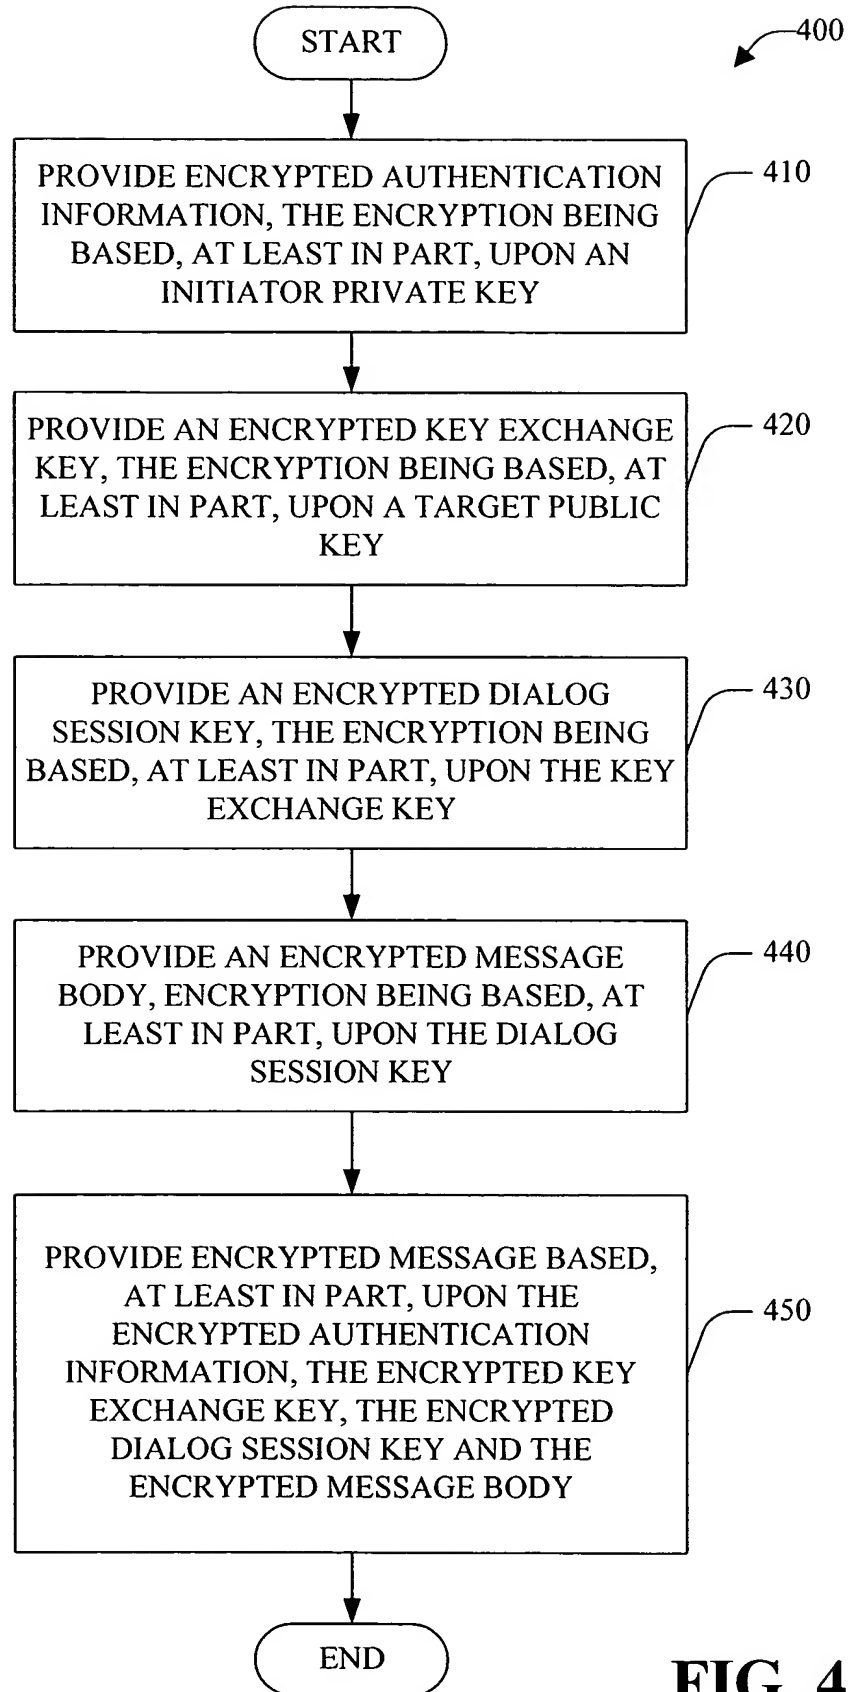 START
400
PROVIDE ENCRYPTED AUTHENTICATION
INFORMATION, THE ENCRYPTION BEING
BASED, AT LEAST IN PART, UPON AN
INITIATOR PRIVATE KEY
410
PROVIDE AN ENCRYPTED KEY EXCHANGE
KEY, THE ENCRYPTION BEING BASED, AT
LEAST IN PART, UPON A TARGET PUBLIC
KEY
420
PROVIDE AN ENCRYPTED DIALOG
SESSION KEY, THE ENCRYPTION BEING
BASED, AT LEAST IN PART, UPON THE KEY
EXCHANGE KEY
430
PROVIDE AN ENCRYPTED MESSAGE
BODY, ENCRYPTION BEING BASED, AT
LEAST IN PART, UPON THE DIALOG
SESSION KEY
440
PROVIDE ENCRYPTED MESSAGE BASED,
AT LEAST IN PART, UPON THE
ENCRYPTED AUTHENTICATION
INFORMATION, THE ENCRYPTED KEY
EXCHANGE KEY, THE ENCRYPTED
DIALOG SESSION KEY AND THE
ENCRYPTED MESSAGE BODY
450
END
FIG. 4